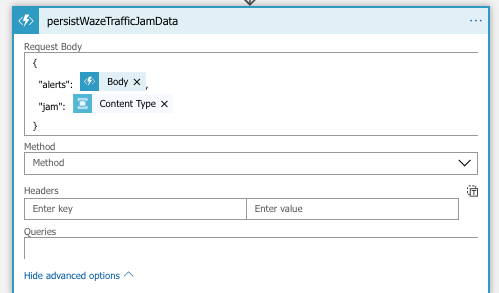 persistWazeTrafficJamData
Request Body
{
"alerts": Body ×,
"jam": Content Type ×
}
Method
Method
Headers
Enter key Enter value
Queries
Hide advanced options